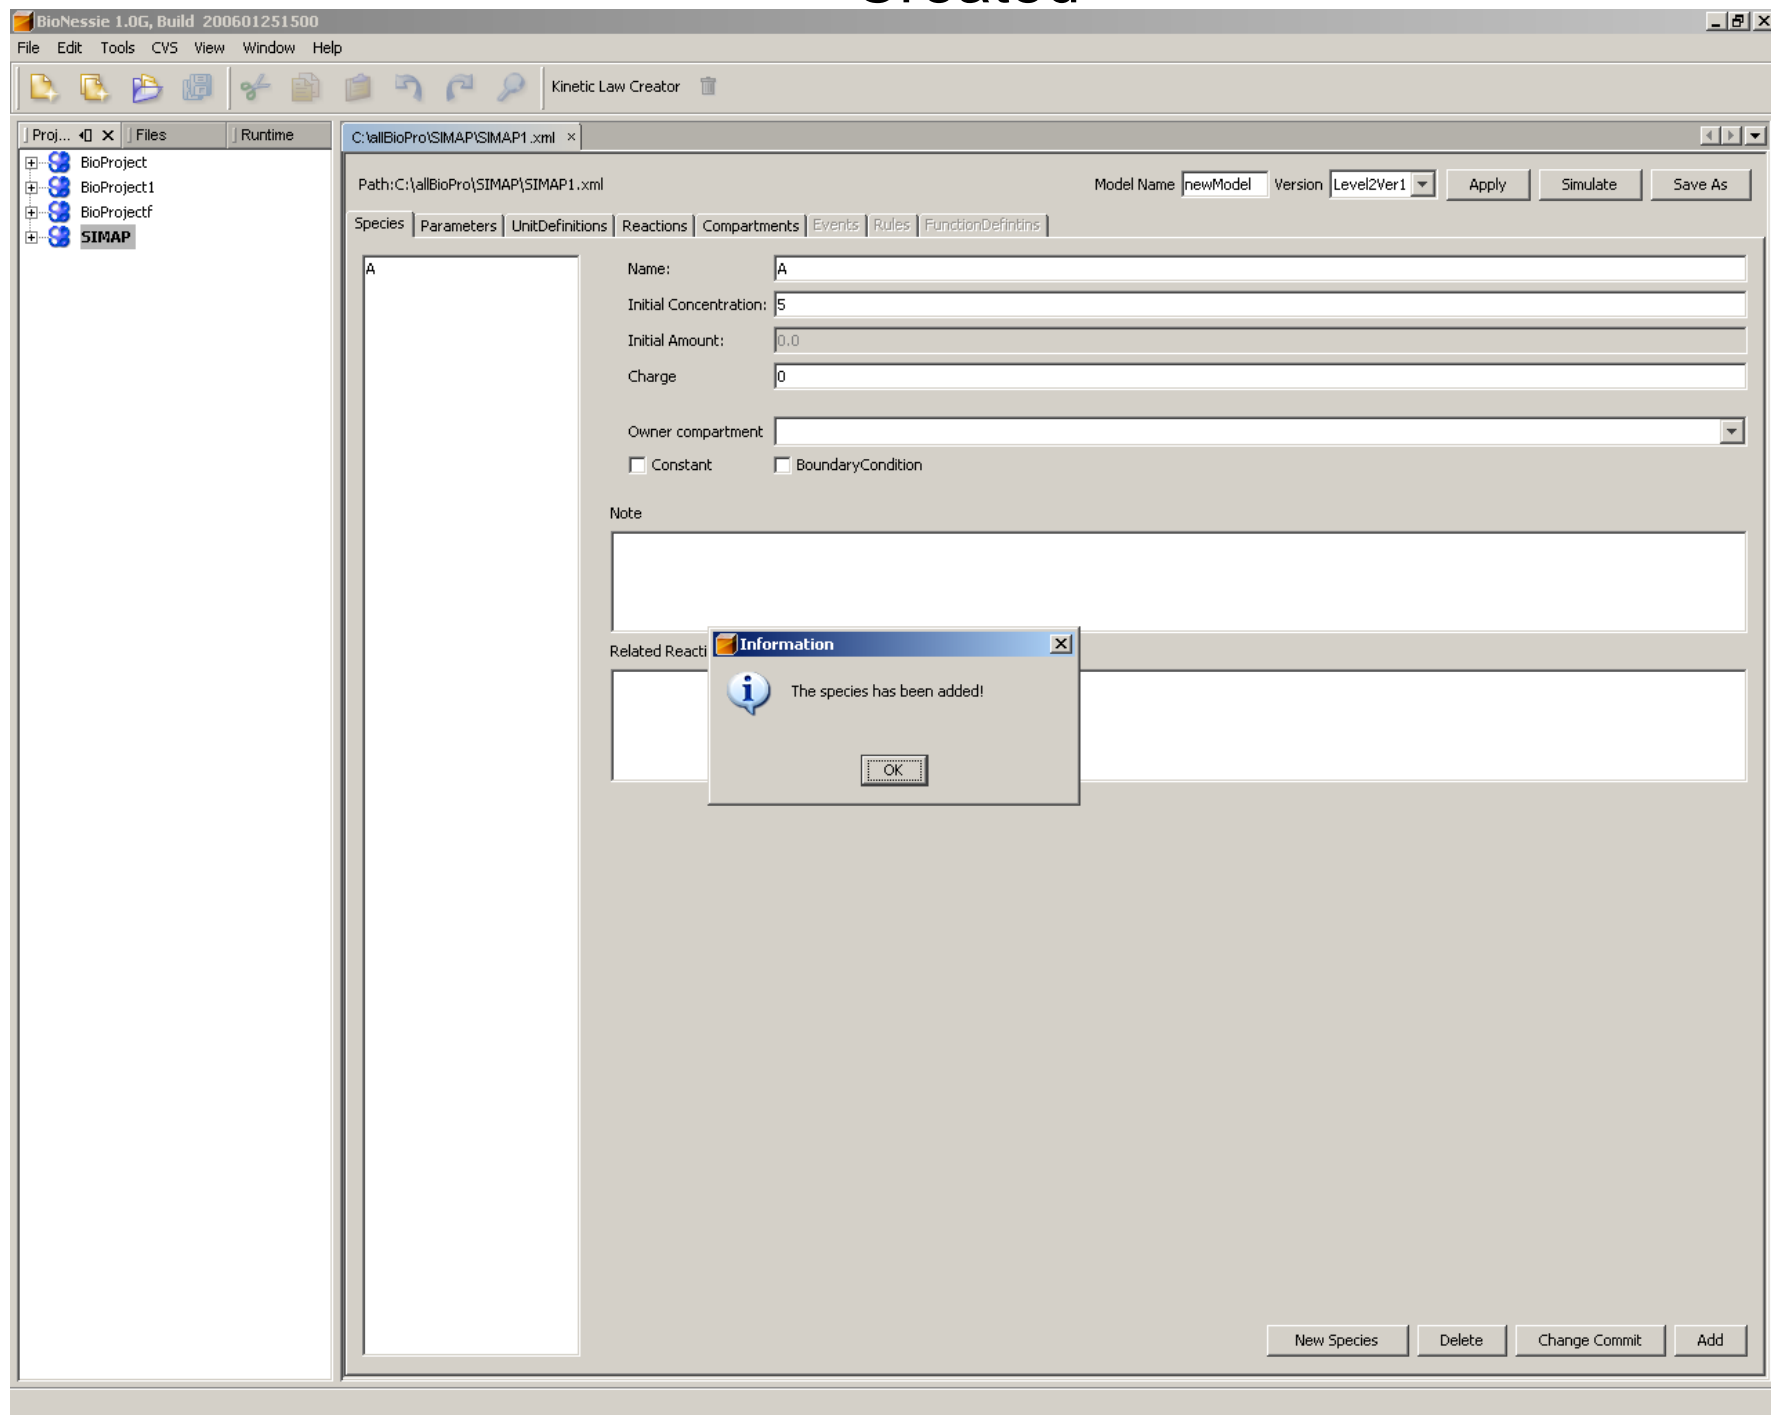 Created
BioNessie 1.0G, Build 200601251500
File Edit Tools CVS View Window Help
Kinetic Law Creator
Proj... Files Runtime
C:\allBioPro\SIMAP\SIMAP1.xml
BioProject
BioProject1
BioProjectf
SIMAP
Path:C:\allBioPro\SIMAP\SIMAP1.xml Model Name newModel Version Level2Ver1 Apply Simulate Save As
Species Parameters UnitDefinitions Reactions Compartments Events Rules FunctionDefintins
A
Name: A
Initial Concentration: 5
Initial Amount: 0.0
Charge 0
Owner compartment
Constant BoundaryCondition
Note
Related Reacti
Information
The species has been added!
OK
New Species Delete Change Commit Add